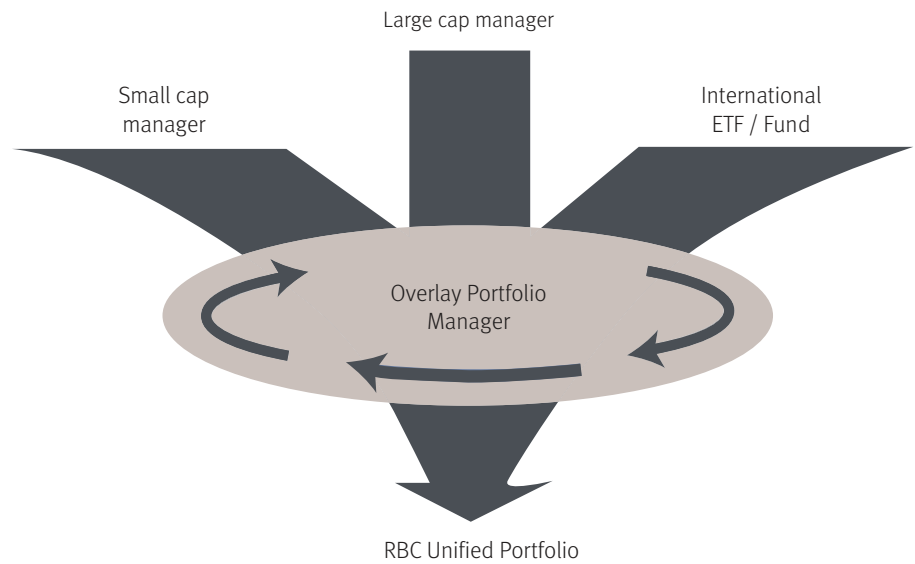 Large cap manager
Small cap
manager
International
ETF / Fund
Overlay Portfolio
Manager
RBC Unified Portfolio